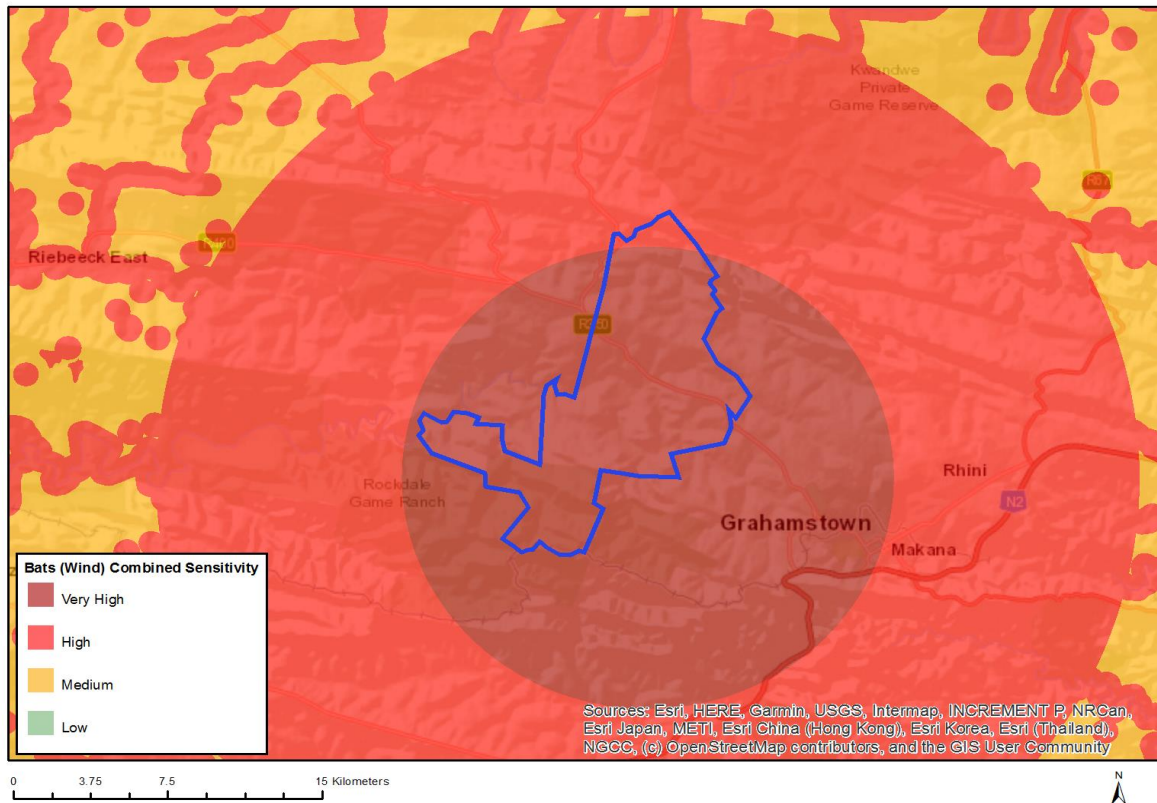 Kwandwe
Private
Game Reserve
R67
Riebeeck East
R400
R350
Rockdale
Game Ranch
Rhini
N2
Grahamstown
Makana
Bats (Wind) Combined Sensitivity
Very High
High
Medium
Low
Sources: Esri, HERE, Garmin, USGS, Intermap, INCREMENT P, NRCan,
Esri Japan, METI, Esri China (Hong Kong), Esri Korea, Esri (Thailand),
NGCC, (c) OpenStreetMap contributors, and the GIS User Community
0 3.75 7.5 15 Kilometers
N